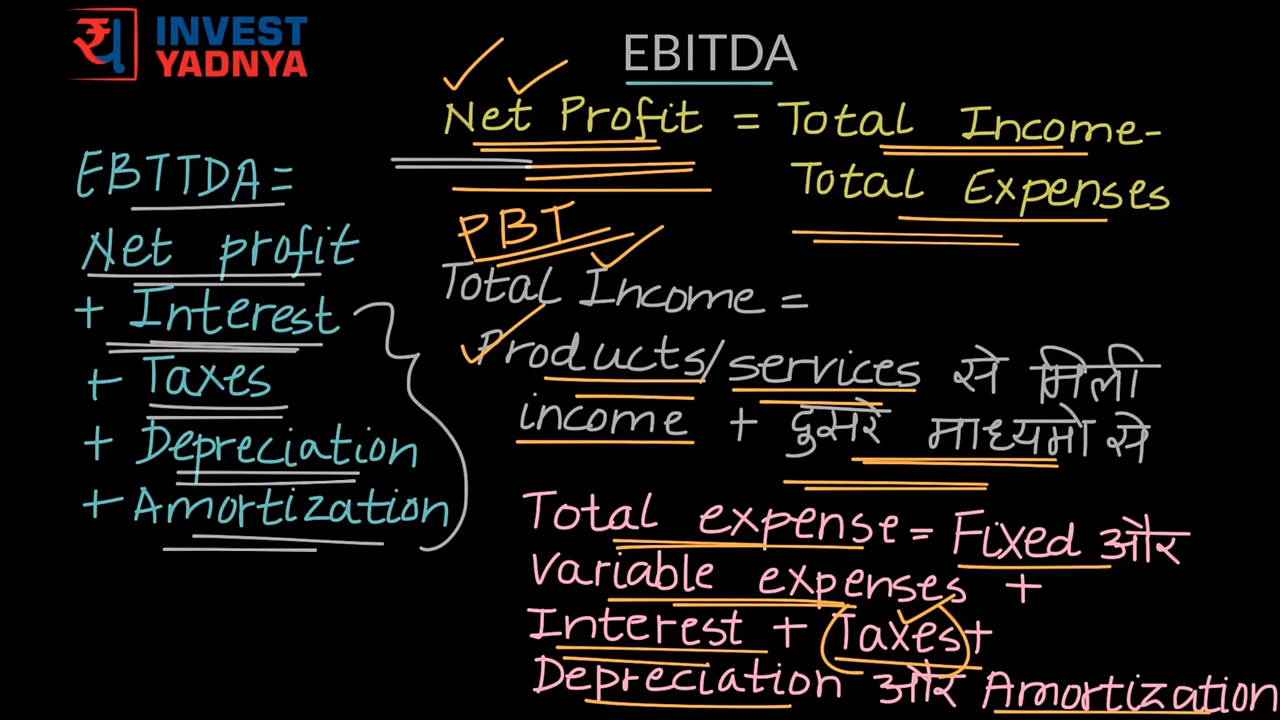 INVEST
YADNYA
EBITDA
Net Profit = Total Income-
Total Expenses
PBT
Total Income =
Products/services से मिली
income + दुसरे माध्यमो से
Total expense = Fixed और
Variable expenses +
Interest + Taxes +
Depreciation और Amortization
EBTTDA =
Net profit
+ Interest
+ Taxes
+ Depreciation
+ Amortization